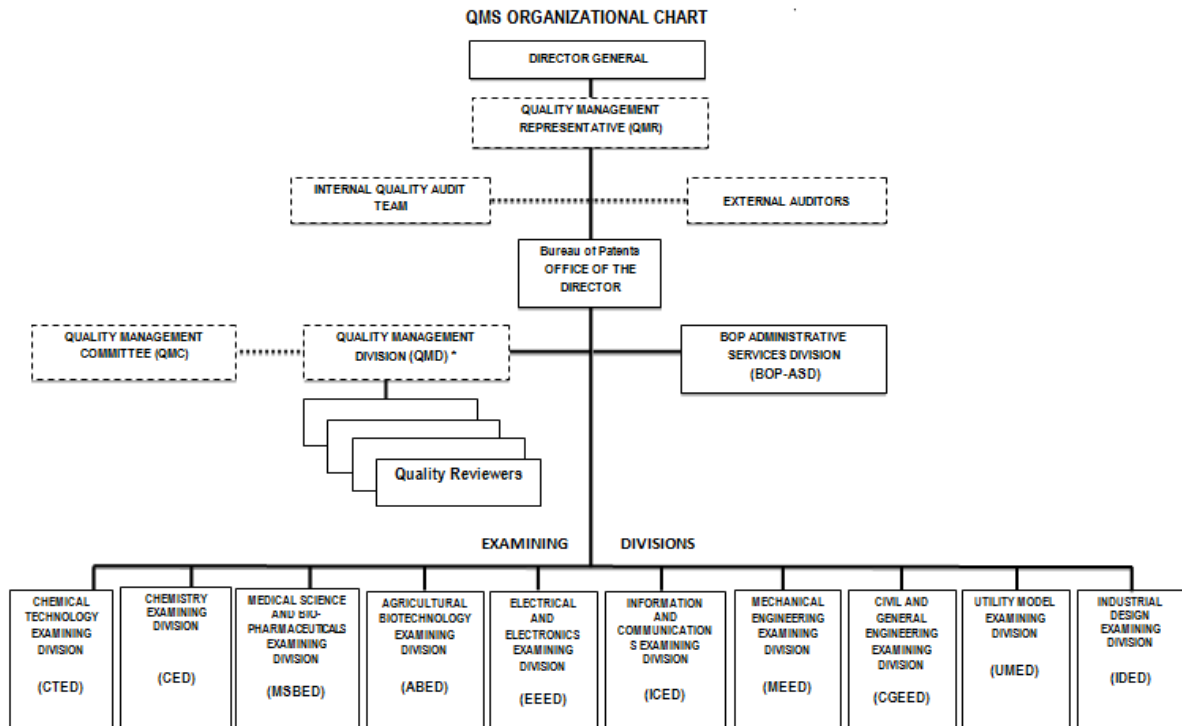 QMS ORGANIZATIONAL CHART
DIRECTOR GENERAL
QUALITY MANAGEMENT
REPRESENTATIVE (QMR)
INTERNAL QUALITY AUDIT
TEAM
EXTERNAL AUDITORS
Bureau of Patents
OFFICE OF THE
DIRECTOR
QUALITY MANAGEMENT
COMMITTEE (QMC)
QUALITY MANAGEMENT
DIVISION (QMD) *
BOP ADMINISTRATIVE
SERVICES DIVISION
(BOP-ASD)
Quality Reviewers
EXAMINING DIVISIONS
CHEMICAL
TECHNOLOGY
EXAMINING
DIVISION
(CTED)
CHEMISTRY
EXAMINING
DIVISION
(CED)
MEDICAL SCIENCE
AND BIO-
PHARMACEUTICALS
EXAMINING
DIVISION
(MSBED)
AGRICULTURAL
BIOTECHNOLOGY
EXAMINING
DIVISION
(ABED)
ELECTRICAL
AND
ELECTRONICS
EXAMINING
DIVISION
(EEED)
INFORMATION
AND
COMMUNICATION
S EXAMINING
DIVISION
(ICED)
MECHANICAL
ENGINEERING
EXAMINING
DIVISION
(MEED)
CIVIL AND
GENERAL
ENGINEERING
EXAMINING
DIVISION
(CGEED)
UTILITY MODEL
EXAMINING
DIVISION
(UMED)
INDUSTRIAL
DESIGN
EXAMINING
DIVISION
(IDED)